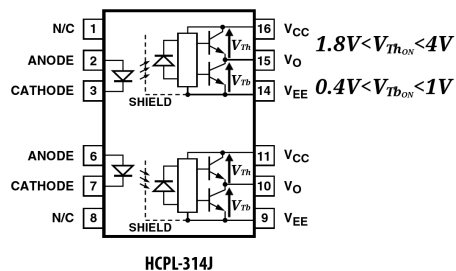 N/C 1 16 VCC
1.8V<VThON<4V
ANODE 2 VTh 15 VO
CATHODE 3 VTb 14 VEE
0.4V<VTbON<1V
SHIELD
ANODE 6 11 VCC
VTh
CATHODE 7 10 VO
VTb
N/C 8 9 VEE
SHIELD
HCPL-314J